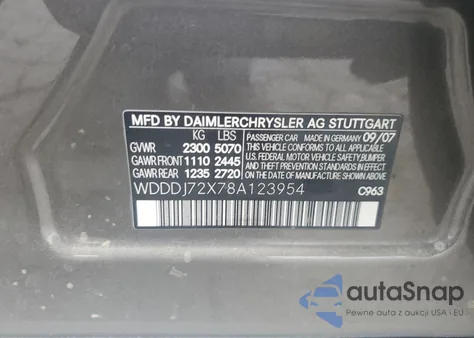 MFD BY DAIMLERCHRYSLER AG STUTTGART
KG LBS PASSENGER CAR MADE IN GERMANY 09/07
GVWR 2300 5070 THIS VEHICLE CONFORMS TO ALL
GAWR FRONT 1110 2445 APPLICABLE U.S. FEDERAL MOTOR VEHICLE SAFETY, BUMPER,
GAWR REAR 1235 2720 AND THEFT PREVENTION STANDARDS IN EFFECT ON THE DATE OF MANUFACTURE SHOWN ABOVE.
WDDDJ72X78A123954 C963
autoSnap
Pewne auta z aukcji USA i EU